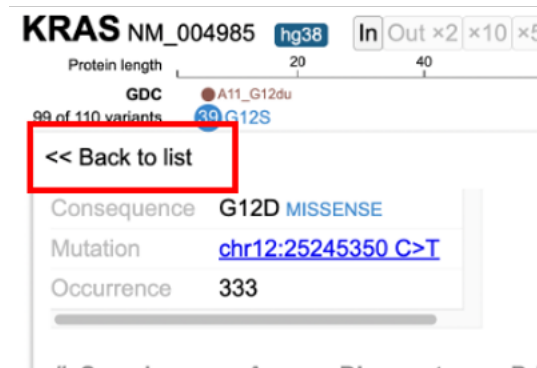 KRAS NM_004985 hg38 In Out ×2 ×10 ×5
Protein length 20 40
GDC A11_G12du
99 of 110 variants 39 G12S
<< Back to list
Consequence G12D MISSENSE
Mutation chr12:25245350 C>T
Occurrence 333